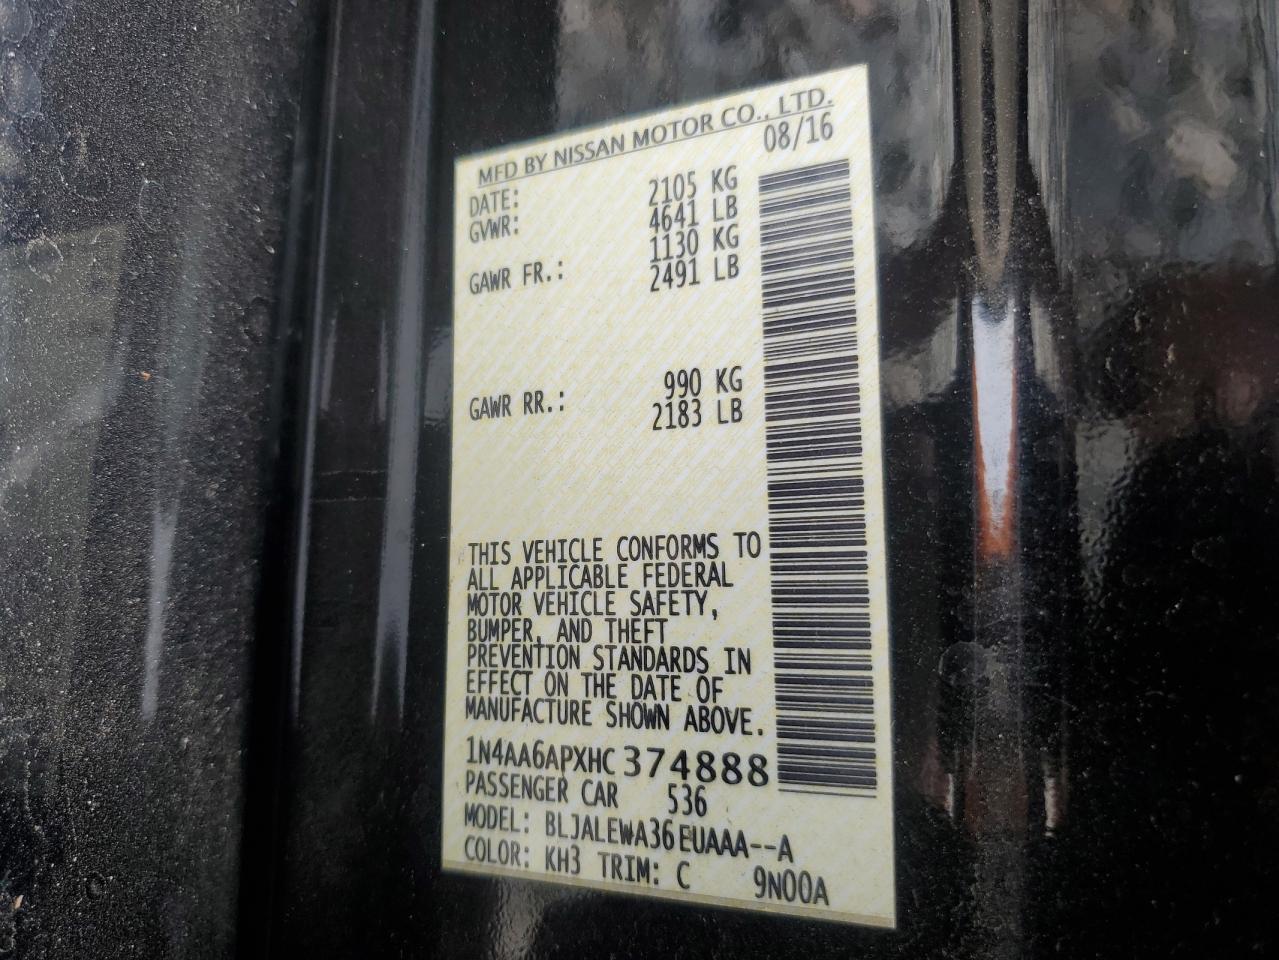 MFD BY NISSAN MOTOR CO., LTD.
DATE: 08/16
GVWR: 2105 KG
4641 LB
GAWR FR.: 1130 KG
2491 LB
GAWR RR.: 990 KG
2183 LB
THIS VEHICLE CONFORMS TO
ALL APPLICABLE FEDERAL
MOTOR VEHICLE SAFETY,
BUMPER, AND THEFT
PREVENTION STANDARDS IN
EFFECT ON THE DATE OF
MANUFACTURE SHOWN ABOVE.
1N4AA6APXHC374888
PASSENGER CAR 536
MODEL: BLJALEWA36EUAAA--A
COLOR: KH3 TRIM: C 9N00A